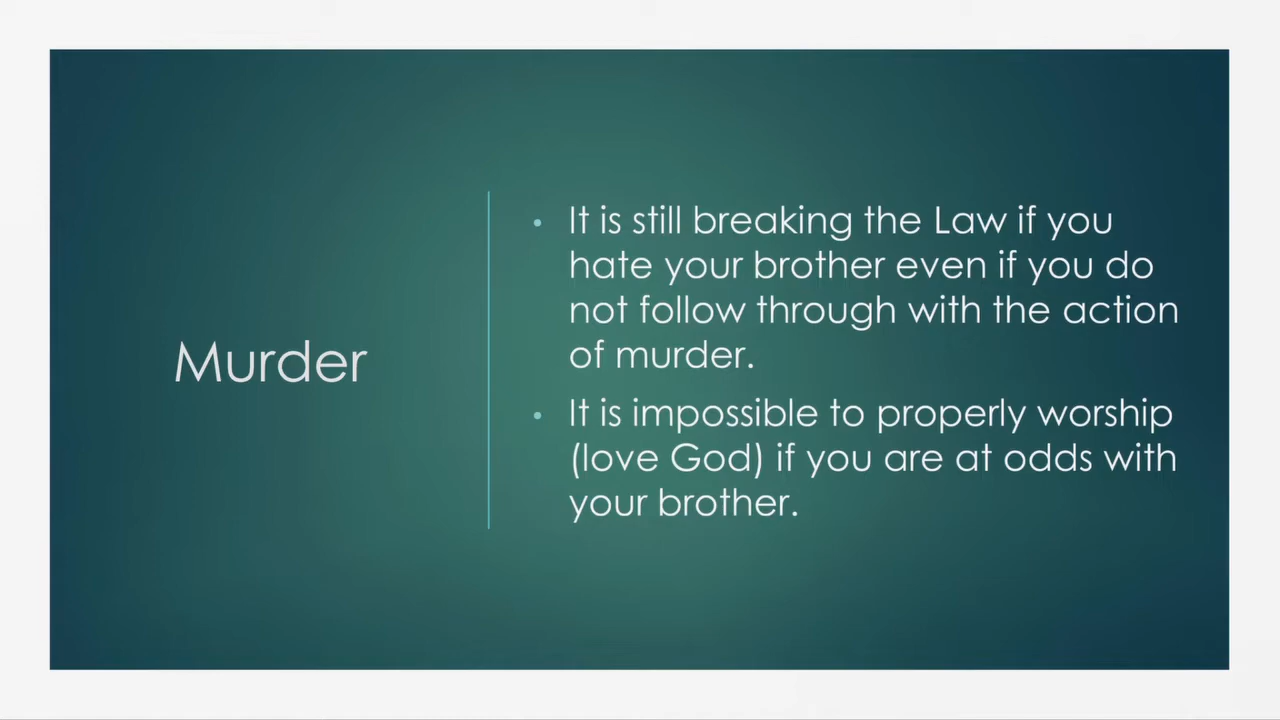 Murder
• It is still breaking the Law if you
hate your brother even if you do
not follow through with the action
of murder.
• It is impossible to properly worship
(love God) if you are at odds with
your brother.